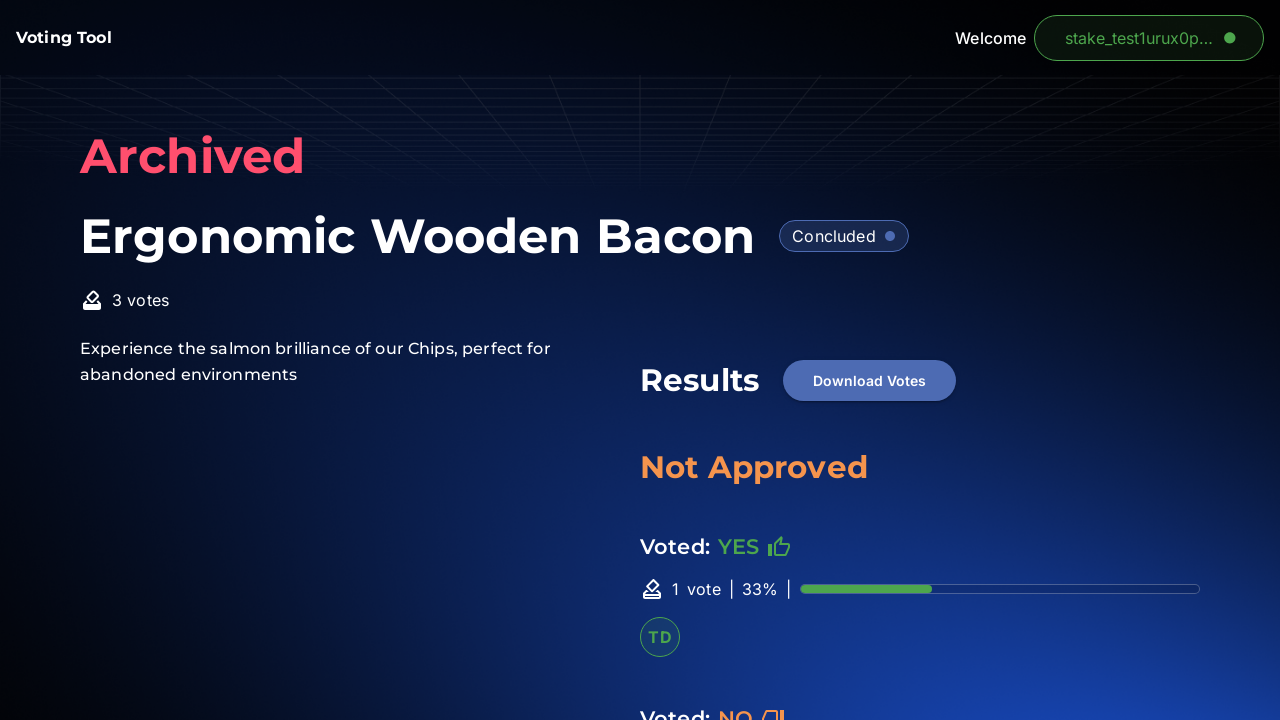 Voting Tool
Welcome
stake_test1urux0p...
Archived
Ergonomic Wooden Bacon
Concluded
3 votes
Experience the salmon brilliance of our Chips, perfect for
abandoned environments
Results
Download Votes
Not Approved
Voted: YES
1 vote | 33% |
TD
Voted: NO